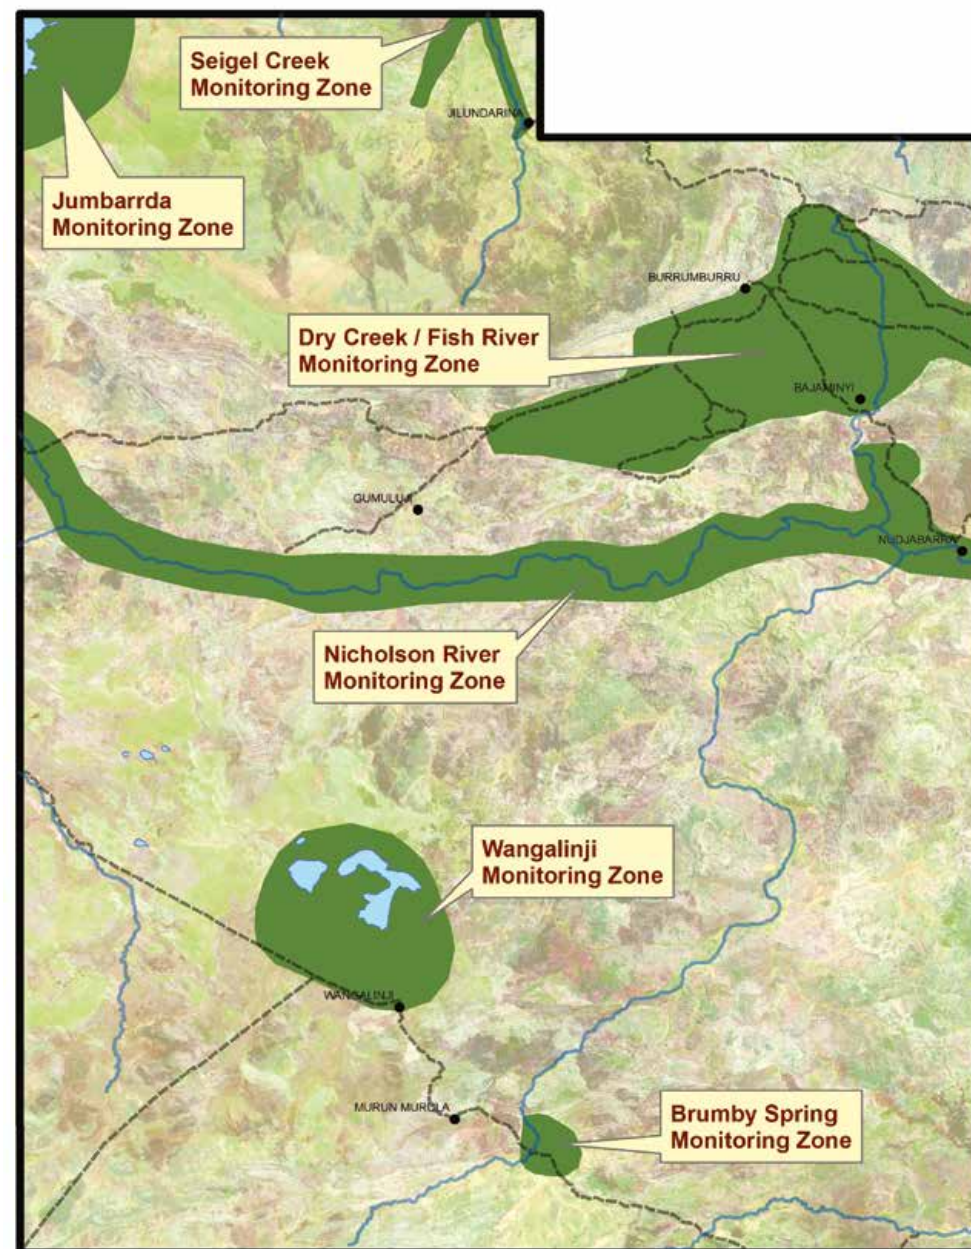 Seigel Creek
Monitoring Zone
JILUNDARINA
Jumbarrda
Monitoring Zone
BURRUMBURRU
Dry Creek / Fish River
Monitoring Zone
BAJAMINYI
GUMULUJI
NUDJABARRA
Nicholson River
Monitoring Zone
Wangalinji
Monitoring Zone
WANGALINJI
MURUN MURULA
Brumby Spring
Monitoring Zone